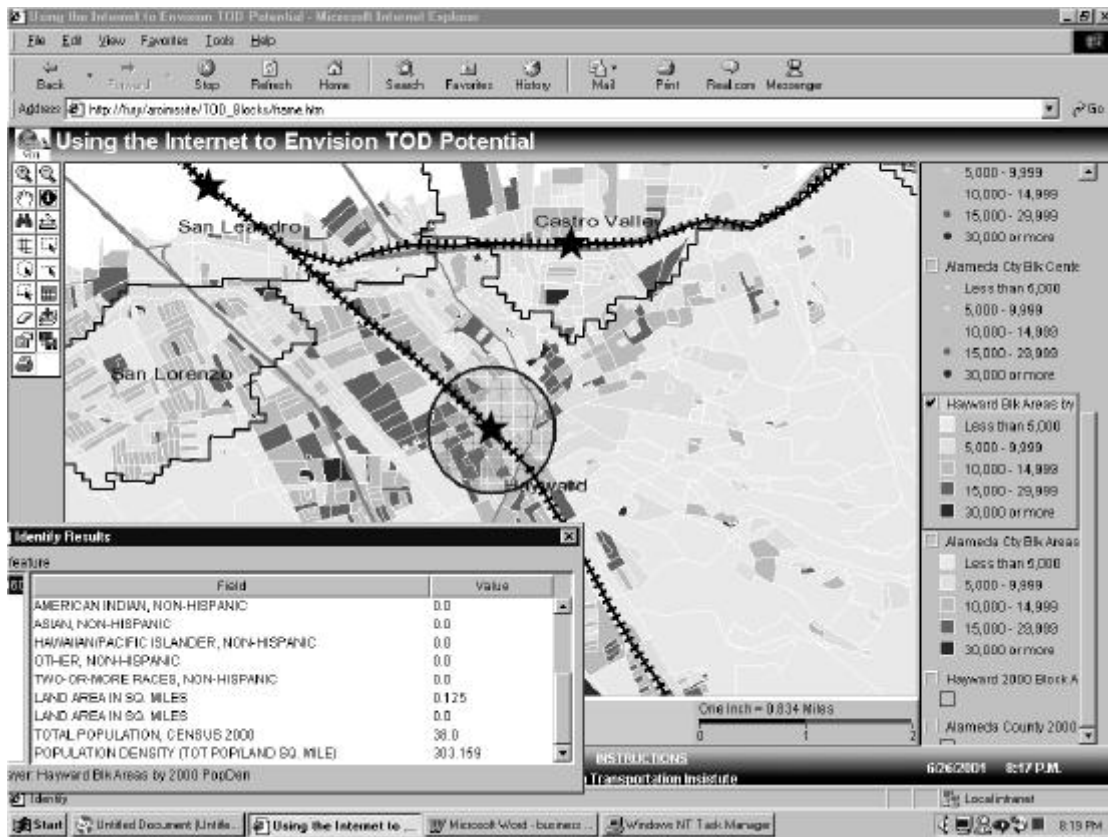 Using the Internet to Envision TOD Potential - Microsoft Internet Explorer
File Edit View Favorites Tools Help
Back Forward Stop Refresh Home Search Favorites History Mail Print Real.com Messenger
Address Go
Using the Internet to Envision TOD Potential
San Leandro
Castro Valley
San Lorenzo
Hayward
5,000 - 9,999
10,000 - 14,999
15,000 - 29,999
30,000 or more
Alameda Cty Blk Cente
Less than 5,000
5,000 - 9,999
10,000 - 14,999
15,000 - 29,999
30,000 or more
Hayward Blk Areas by
Less than 5,000
5,000 - 9,999
10,000 - 14,999
15,000 - 29,999
30,000 or more
Alameda Cty Blk Areas
Less than 5,000
5,000 - 9,999
10,000 - 14,999
15,000 - 29,999
30,000 or more
Hayward 2000 Block A
Alameda County 2000
Identify Results
feature
Field Value
AMERICAN INDIAN, NON-HISPANIC 0.0
ASIAN, NON-HISPANIC 0.0
HAWAIIAN/PACIFIC ISLANDER, NON-HISPANIC 0.0
OTHER, NON-HISPANIC 0.0
TWO-OR-MORE RACES, NON-HISPANIC 0.0
LAND AREA IN SQ. MILES 0.125
LAND AREA IN SQ. MILES 0.0
TOTAL POPULATION, CENSUS 2000 38.0
POPULATION DENSITY (TOT POP/LAND SQ. MILE) 303.159
ayer: Hayward Blk Areas by 2000 PopDen
One Inch = 0.834 Miles
0 1 2
INSTRUCTIONS
Transportation Insistute
6/26/2001 8:17 P.M.
Identify
Local intranet
Start Untitled Document (Untitle... Using the Internet to ... Microsoft Word - business ... Windows NT Task Manager 8:19 PM